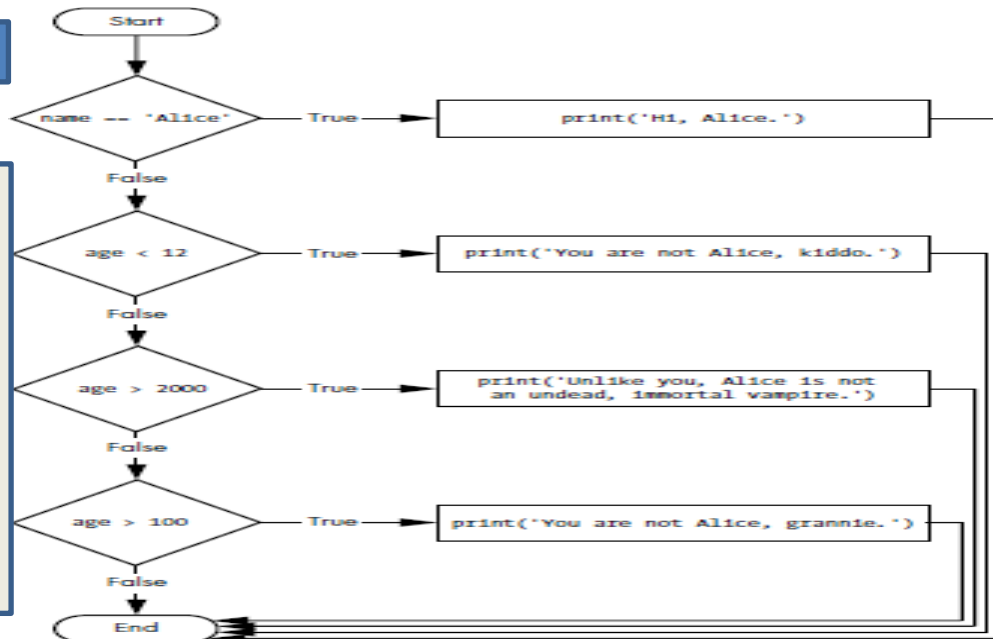 Start
name == 'Alice'
True
print('Hi, Alice.')
False
age < 12
True
print('You are not Alice, kiddo.')
False
age > 2000
True
print('Unlike you, Alice is not
an undead, immortal vampire.')
False
age > 100
True
print('You are not Alice, grannie.')
False
End